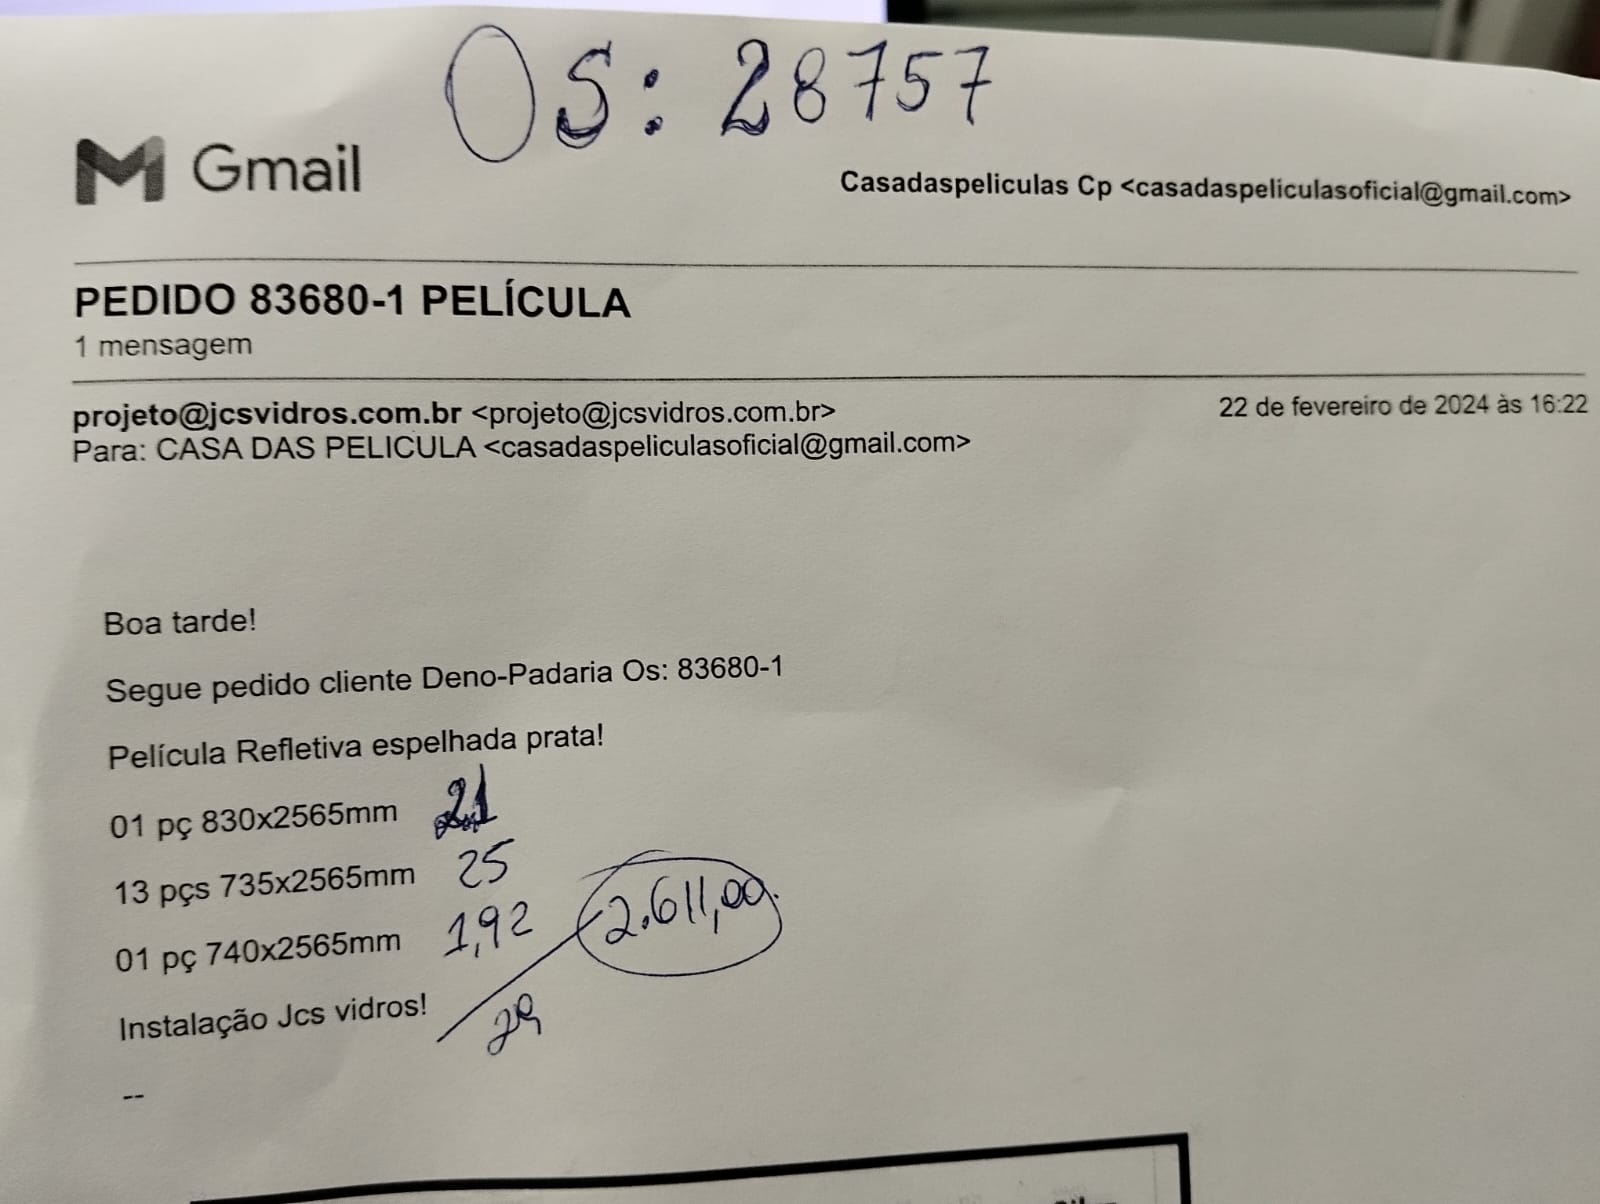 OS: 28757
Gmail
Casadaspeliculas Cp <casadaspeliculasoficial@gmail.com>
PEDIDO 83680-1 PELÍCULA
1 mensagem
projeto@jcsvidros.com.br <projeto@jcsvidros.com.br>
22 de fevereiro de 2024 às 16:22
Para: CASA DAS PELICULA <casadaspeliculasoficial@gmail.com>
Boa tarde!
Segue pedido cliente Deno-Padaria Os: 83680-1
Película Refletiva espelhada prata!
01 pç 830x2565mm 21
13 pçs 735x2565mm 25
01 pç 740x2565mm 1,92
2.611,00
Instalação Jcs vidros!
29
--